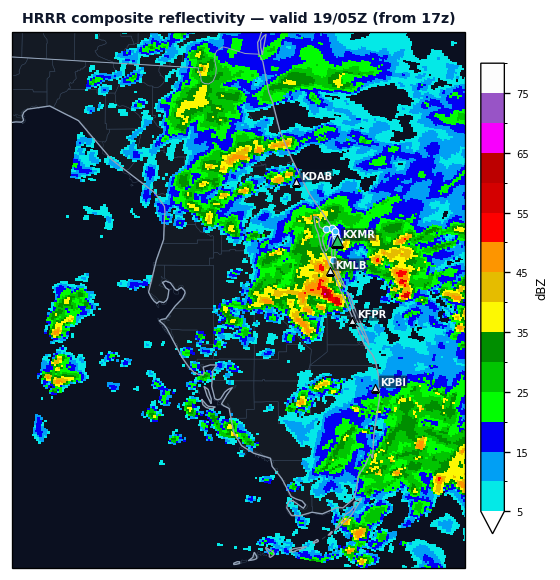 HRRR composite reflectivity — valid 19/05Z (from 17z)
KDAB
KXMR
KMLB
KFPR
KPBI
75
65
55
45
35
25
15
5
dBZ